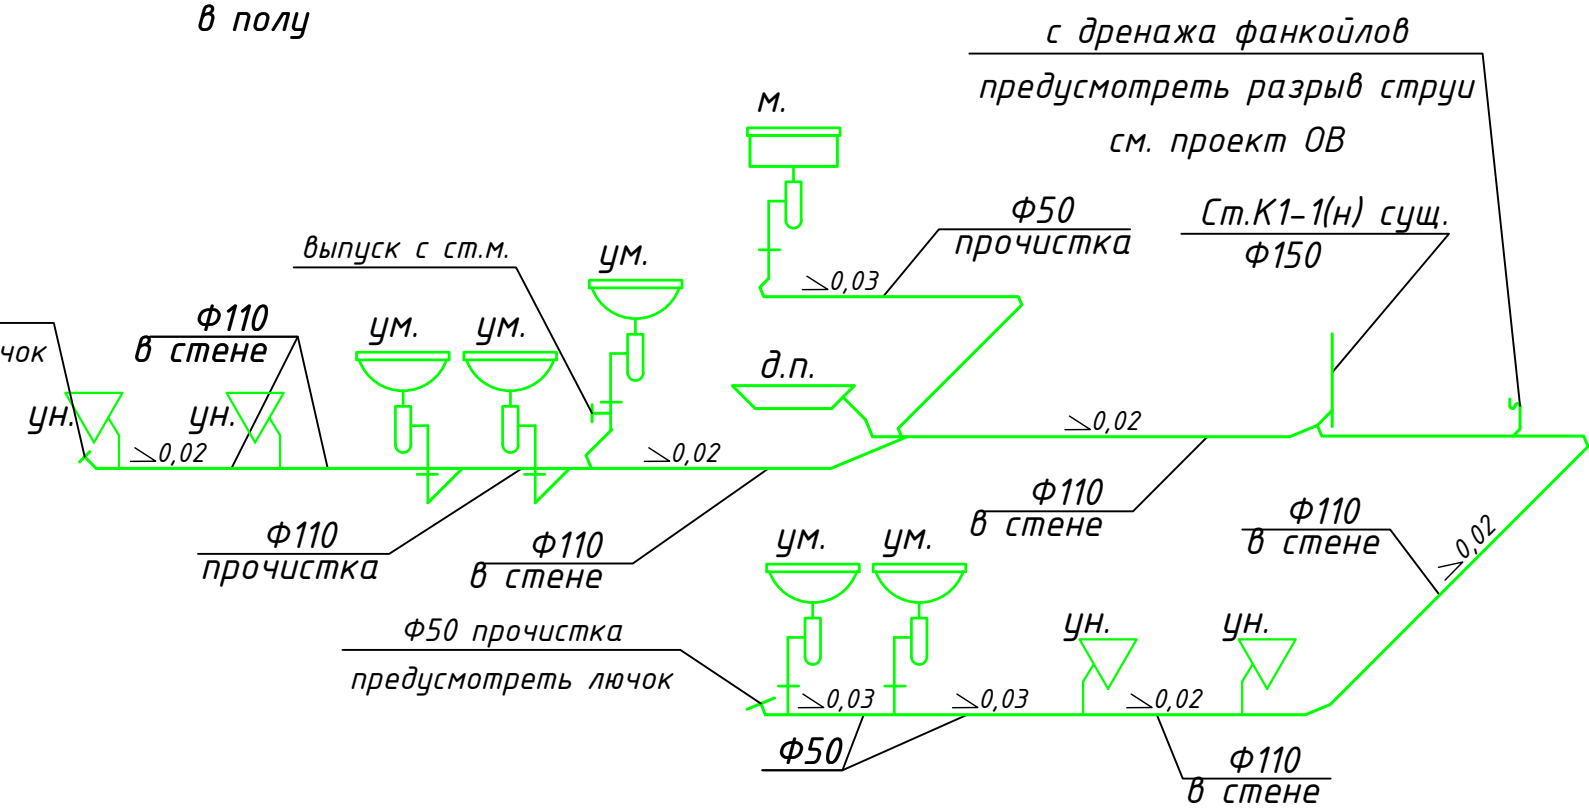 в полу
с дренажа фанкойлов
предусмотреть разрыв струи
см. проект ОВ
м.
Ф50
прочистка
Ст.К1-1(н) сущ.
Ф150
выпуск с ст.м.
ум.
0,03
Ф110
в стене
чок
ум.
ум.
д.п.
ун.
ун.
0,02
0,02
0,02
Ф110
прочистка
Ф110
в стене
Ф110
в стене
Ф110
в стене
0,02
ум.
ум.
Ф50 прочистка
предусмотреть лючок
ун.
ун.
0,03
0,03
0,02
Ф50
Ф110
в стене